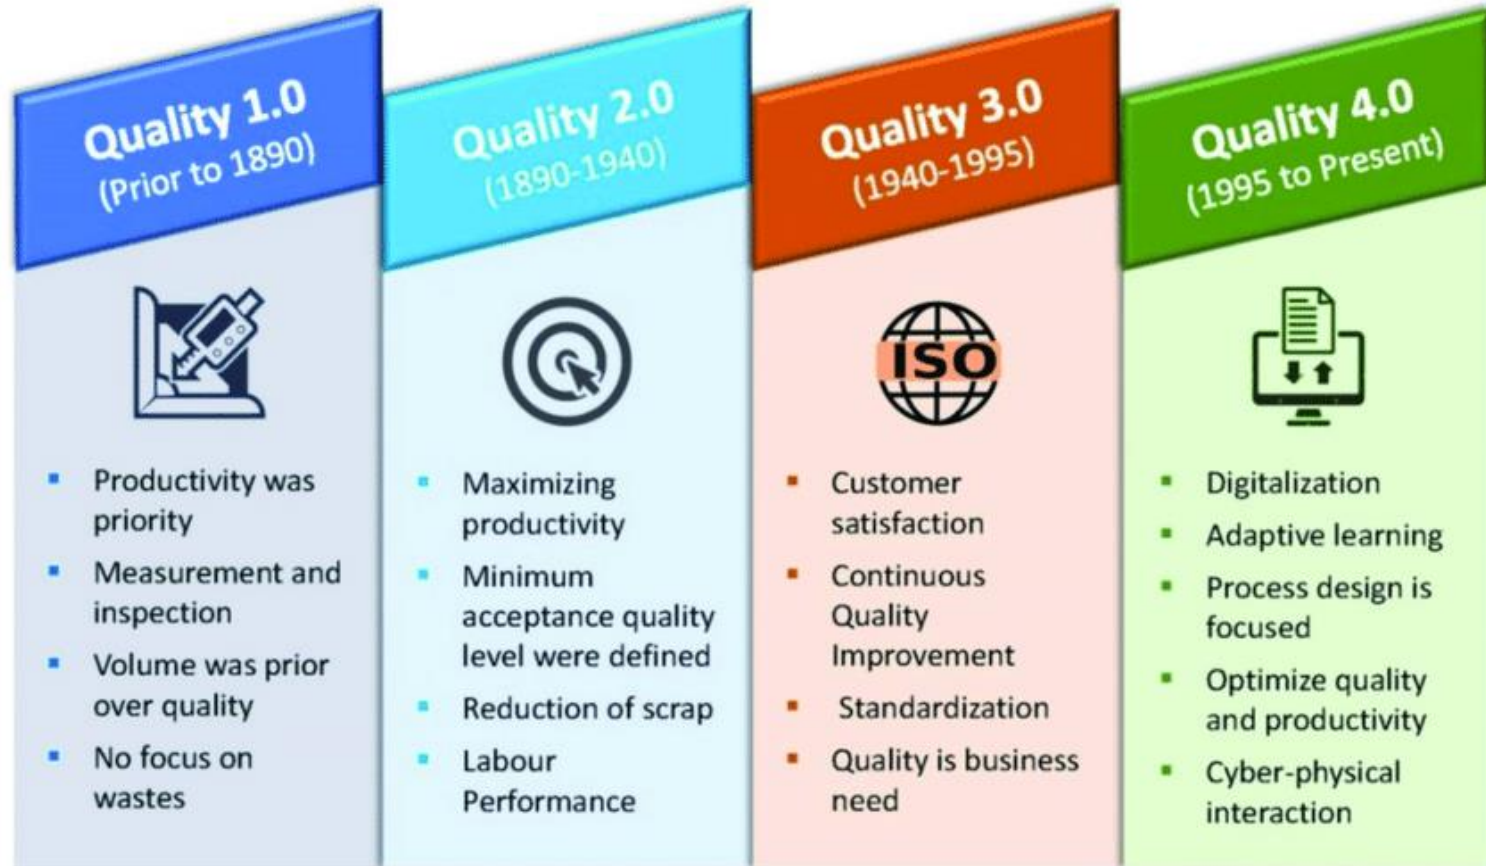 Quality 1.0
(Prior to 1890)
▪ Productivity was
priority
▪ Measurement and
inspection
▪ Volume was prior
over quality
▪ No focus on
wastes
Quality 2.0
(1890-1940)
▪ Maximizing
productivity
▪ Minimum
acceptance quality
level were defined
▪ Reduction of scrap
▪ Labour
Performance
Quality 3.0
(1940-1995)
ISO
▪ Customer
satisfaction
▪ Continuous
Quality
Improvement
▪ Standardization
▪ Quality is business
need
Quality 4.0
(1995 to Present)
▪ Digitalization
▪ Adaptive learning
▪ Process design is
focused
▪ Optimize quality
and productivity
▪ Cyber-physical
interaction